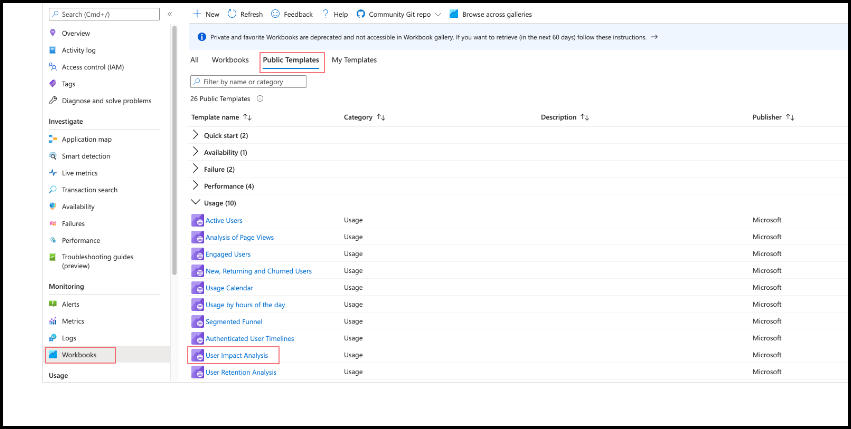 Search (Cmd+/)
«
New
Refresh
Feedback
? Help
Community Git repo
Browse across galleries
Overview
Activity log
Access control (IAM)
Tags
Diagnose and solve problems
Investigate
Application map
Smart detection
Live metrics
Transaction search
Availability
Failures
Performance
Troubleshooting guides
(preview)
Monitoring
Alerts
Metrics
Logs
Workbooks
Usage
Private and favorite Workbooks are deprecated and not accessible in Workbook gallery. If you want to retrieve (in the next 60 days) follow these instructions. →
All Workbooks Public Templates My Templates
Filter by name or category
26 Public Templates
Template name ↑↓ Category ↑↓ Description ↑↓ Publisher ↑↓
Quick start (2)
Availability (1)
Failure (2)
Performance (4)
Usage (10)
Active Users Usage Microsoft
Analysis of Page Views Usage Microsoft
Engaged Users Usage Microsoft
New, Returning and Churned Users Usage Microsoft
Usage Calendar Usage Microsoft
Usage by hours of the day Usage Microsoft
Segmented Funnel Usage Microsoft
Authenticated User Timelines Usage Microsoft
User Impact Analysis Usage Microsoft
User Retention Analysis Usage Microsoft